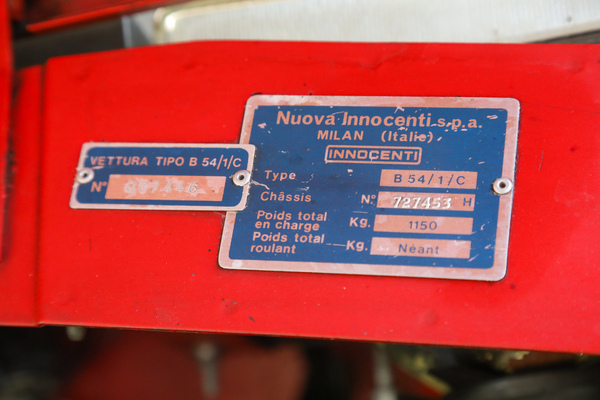 VETTURA TIPO B 54/1/C
N°
Nuova Innocenti s.p.a.
MILAN (Italie)
INNOCENTI
Type B 54/1/C
Châssis N° 727453 H
Poids total
en charge Kg. 1150
Poids total
roulant Kg. Néant